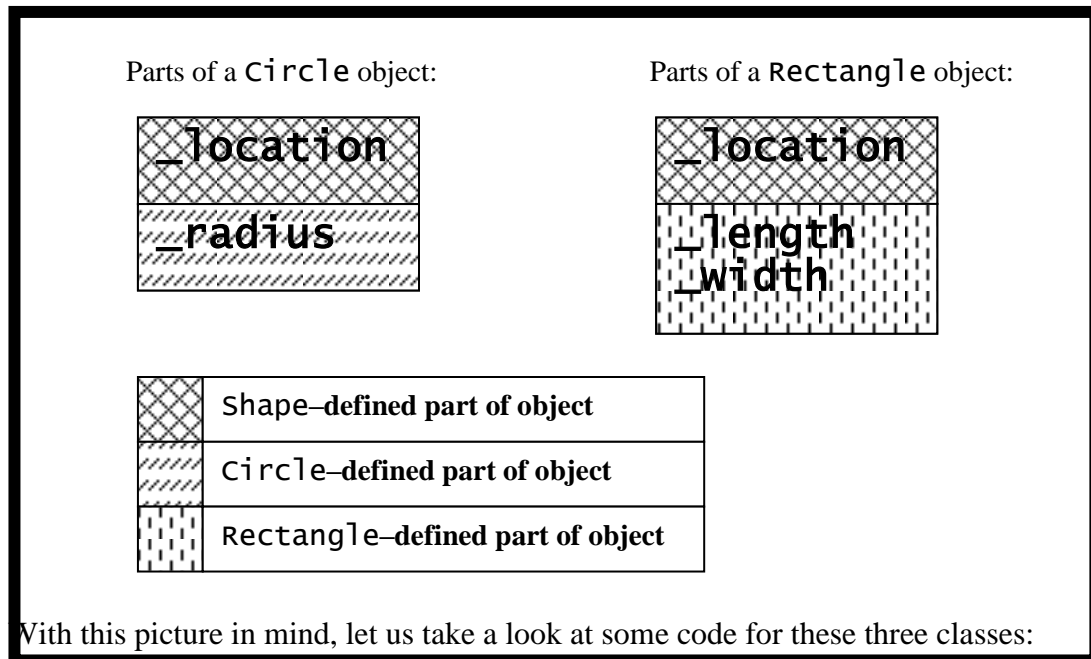 Parts of a Circle object:
Parts of a Rectangle object:
_location
_radius
_location
_length
_width
Shape–defined part of object
Circle–defined part of object
Rectangle–defined part of object
With this picture in mind, let us take a look at some code for these three classes: